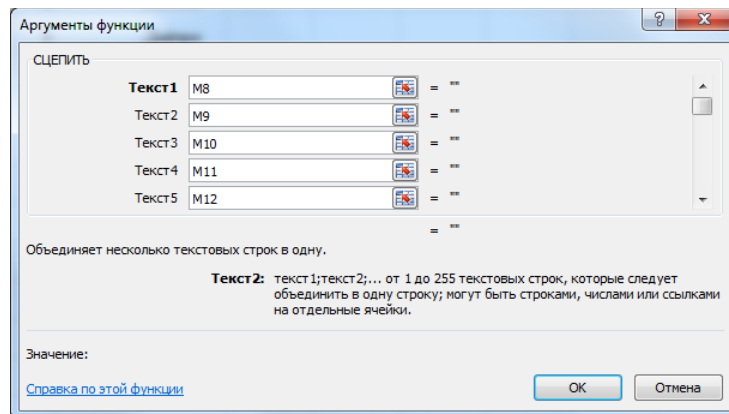 Аргументы функции
СЦЕПИТЬ
Текст1 M8 = ""
Текст2 M9 = ""
Текст3 M10 = ""
Текст4 M11 = ""
Текст5 M12 = ""
= ""
Объединяет несколько текстовых строк в одну.
Текст2: текст1;текст2;... от 1 до 255 текстовых строк, которые следует
объединить в одну строку; могут быть строками, числами или ссылками
на отдельные ячейки.
Значение:
Справка по этой функции
ОК
Отмена